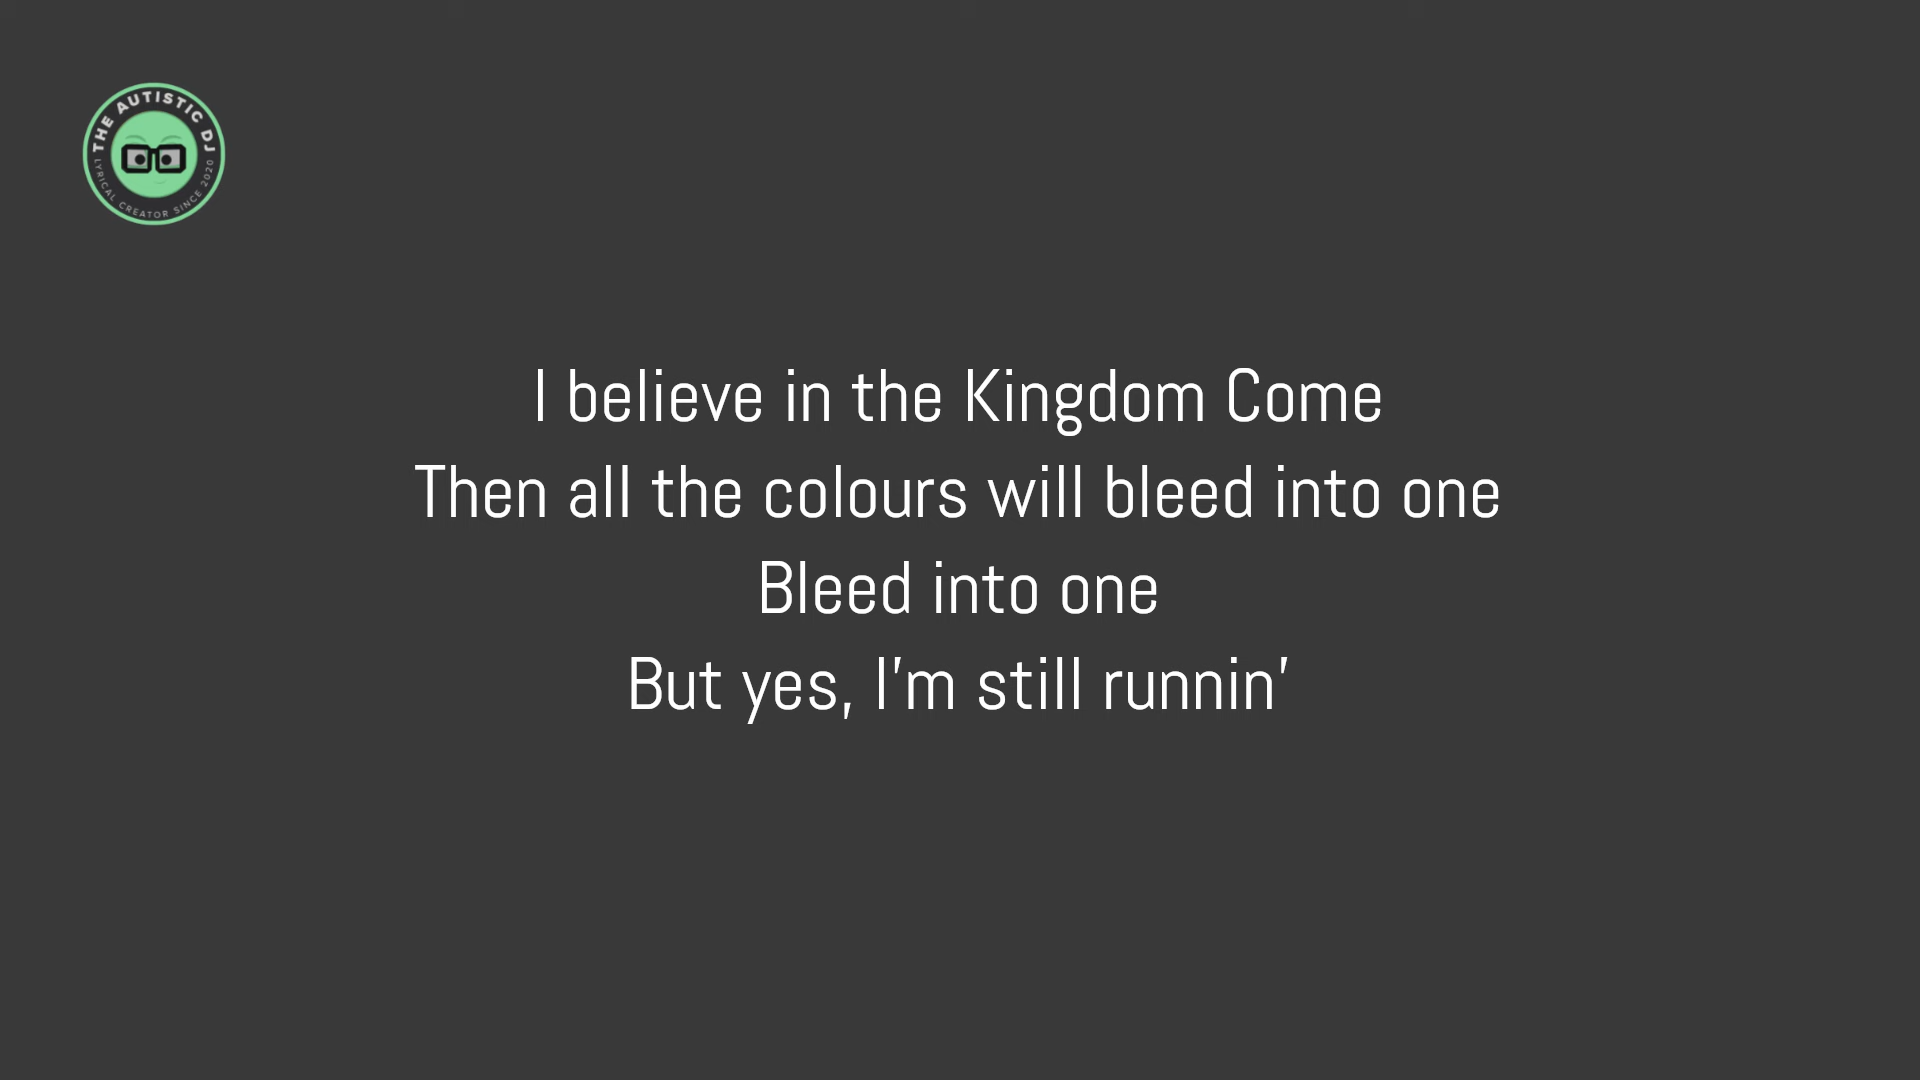 THE AUTISTIC DJ
LYRICAL CREATOR SINCE 2020
I believe in the Kingdom Come
Then all the colours will bleed into one
Bleed into one
But yes, I'm still runnin'